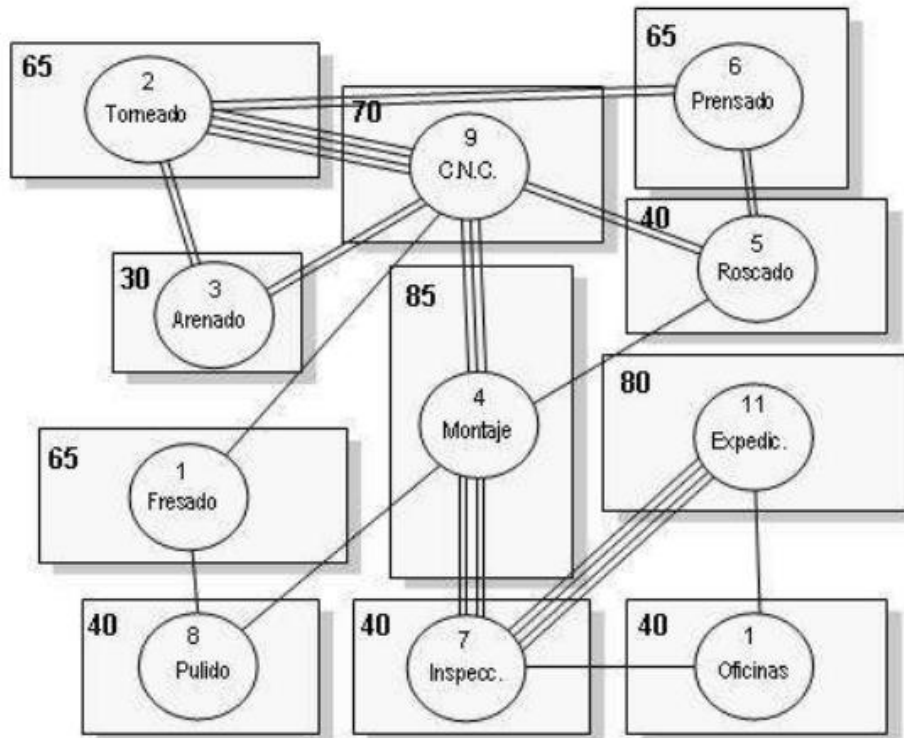 65
2
Torneado
65
6
Prensado
70
9
C.N.C.
40
5
Roscado
30
3
Arenado
85
4
Montaje
80
11
Expedic.
65
1
Fresado
40
8
Pulido
40
7
Inspecc.
40
1
Oficinas